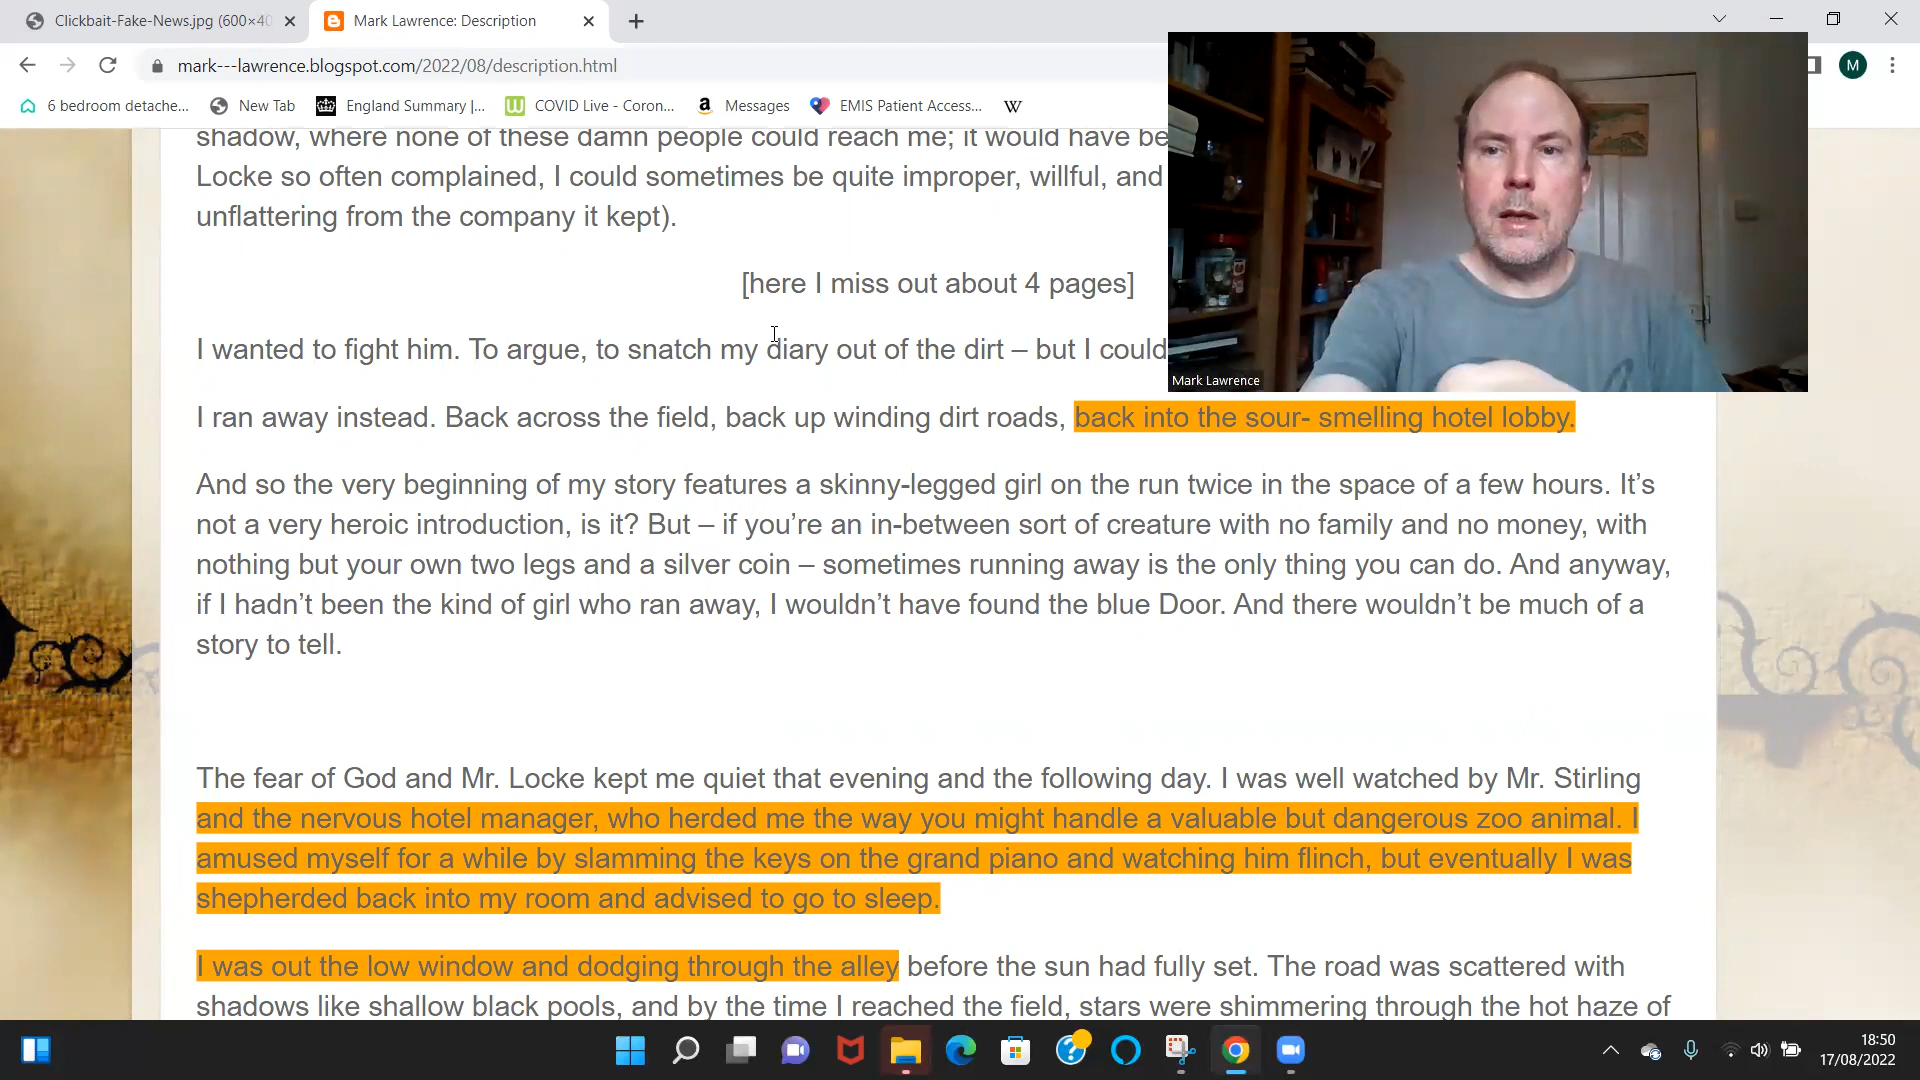 Clickbait-Fake-News.jpg (600×40
Mark Lawrence: Description
mark---lawrence.blogspot.com/2022/08/description.html
M
6 bedroom detache...
New Tab
England Summary |...
COVID Live - Coron...
Messages
EMIS Patient Access...
W
shadow, where none of these damn people could reach me; it would have be
Locke so often complained, I could sometimes be quite improper, willful, and
unflattering from the company it kept).
[here I miss out about 4 pages]
I wanted to fight him. To argue, to snatch my diary out of the dirt – but I could
Mark Lawrence
I ran away instead. Back across the field, back up winding dirt roads, back into the sour- smelling hotel lobby.
And so the very beginning of my story features a skinny-legged girl on the run twice in the space of a few hours. It’s
not a very heroic introduction, is it? But – if you’re an in-between sort of creature with no family and no money, with
nothing but your own two legs and a silver coin – sometimes running away is the only thing you can do. And anyway,
if I hadn’t been the kind of girl who ran away, I wouldn’t have found the blue Door. And there wouldn’t be much of a
story to tell.
The fear of God and Mr. Locke kept me quiet that evening and the following day. I was well watched by Mr. Stirling
and the nervous hotel manager, who herded me the way you might handle a valuable but dangerous zoo animal. I
amused myself for a while by slamming the keys on the grand piano and watching him flinch, but eventually I was
shepherded back into my room and advised to go to sleep.
I was out the low window and dodging through the alley before the sun had fully set. The road was scattered with
shadows like shallow black pools, and by the time I reached the field, stars were shimmering through the hot haze of
18:50
17/08/2022